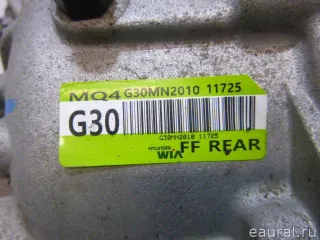 MQ4 G30MN2010 11725
G30
G30MN2010 11725
HYUNDAI
WIA FF REAR
© eaural.ru